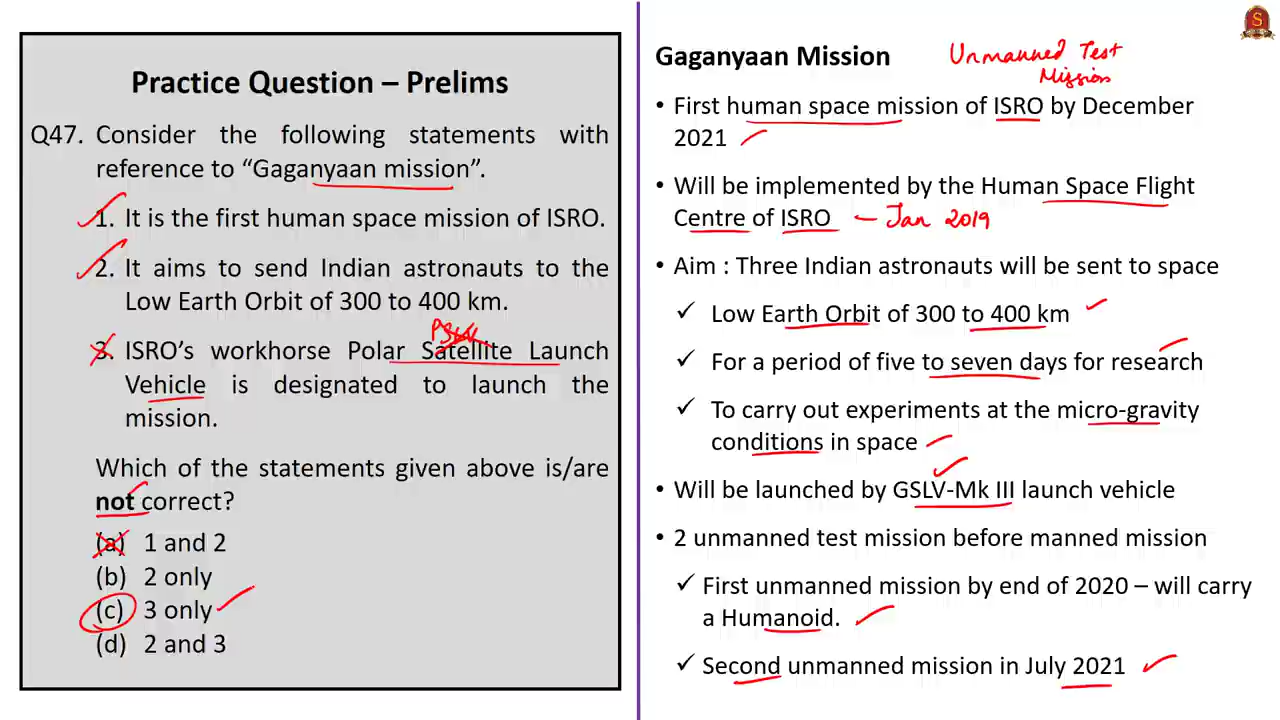 Practice Question – Prelims
Q47. Consider the following statements with
reference to “Gaganyaan mission”.
1. It is the first human space mission of ISRO.
2. It aims to send Indian astronauts to the
Low Earth Orbit of 300 to 400 km.
3. ISRO’s workhorse Polar Satellite Launch
Vehicle is designated to launch the
mission.
Which of the statements given above is/are
not correct?
(a) 1 and 2
(b) 2 only
(c) 3 only
(d) 2 and 3
Gaganyaan Mission
Unmanned Test
Mission
• First human space mission of ISRO by December
2021
• Will be implemented by the Human Space Flight
Centre of ISRO – Jan 2019
• Aim : Three Indian astronauts will be sent to space
✓ Low Earth Orbit of 300 to 400 km
✓ For a period of five to seven days for research
✓ To carry out experiments at the micro-gravity
conditions in space
• Will be launched by GSLV-Mk III launch vehicle
• 2 unmanned test mission before manned mission
✓ First unmanned mission by end of 2020 – will carry
a Humanoid.
✓ Second unmanned mission in July 2021